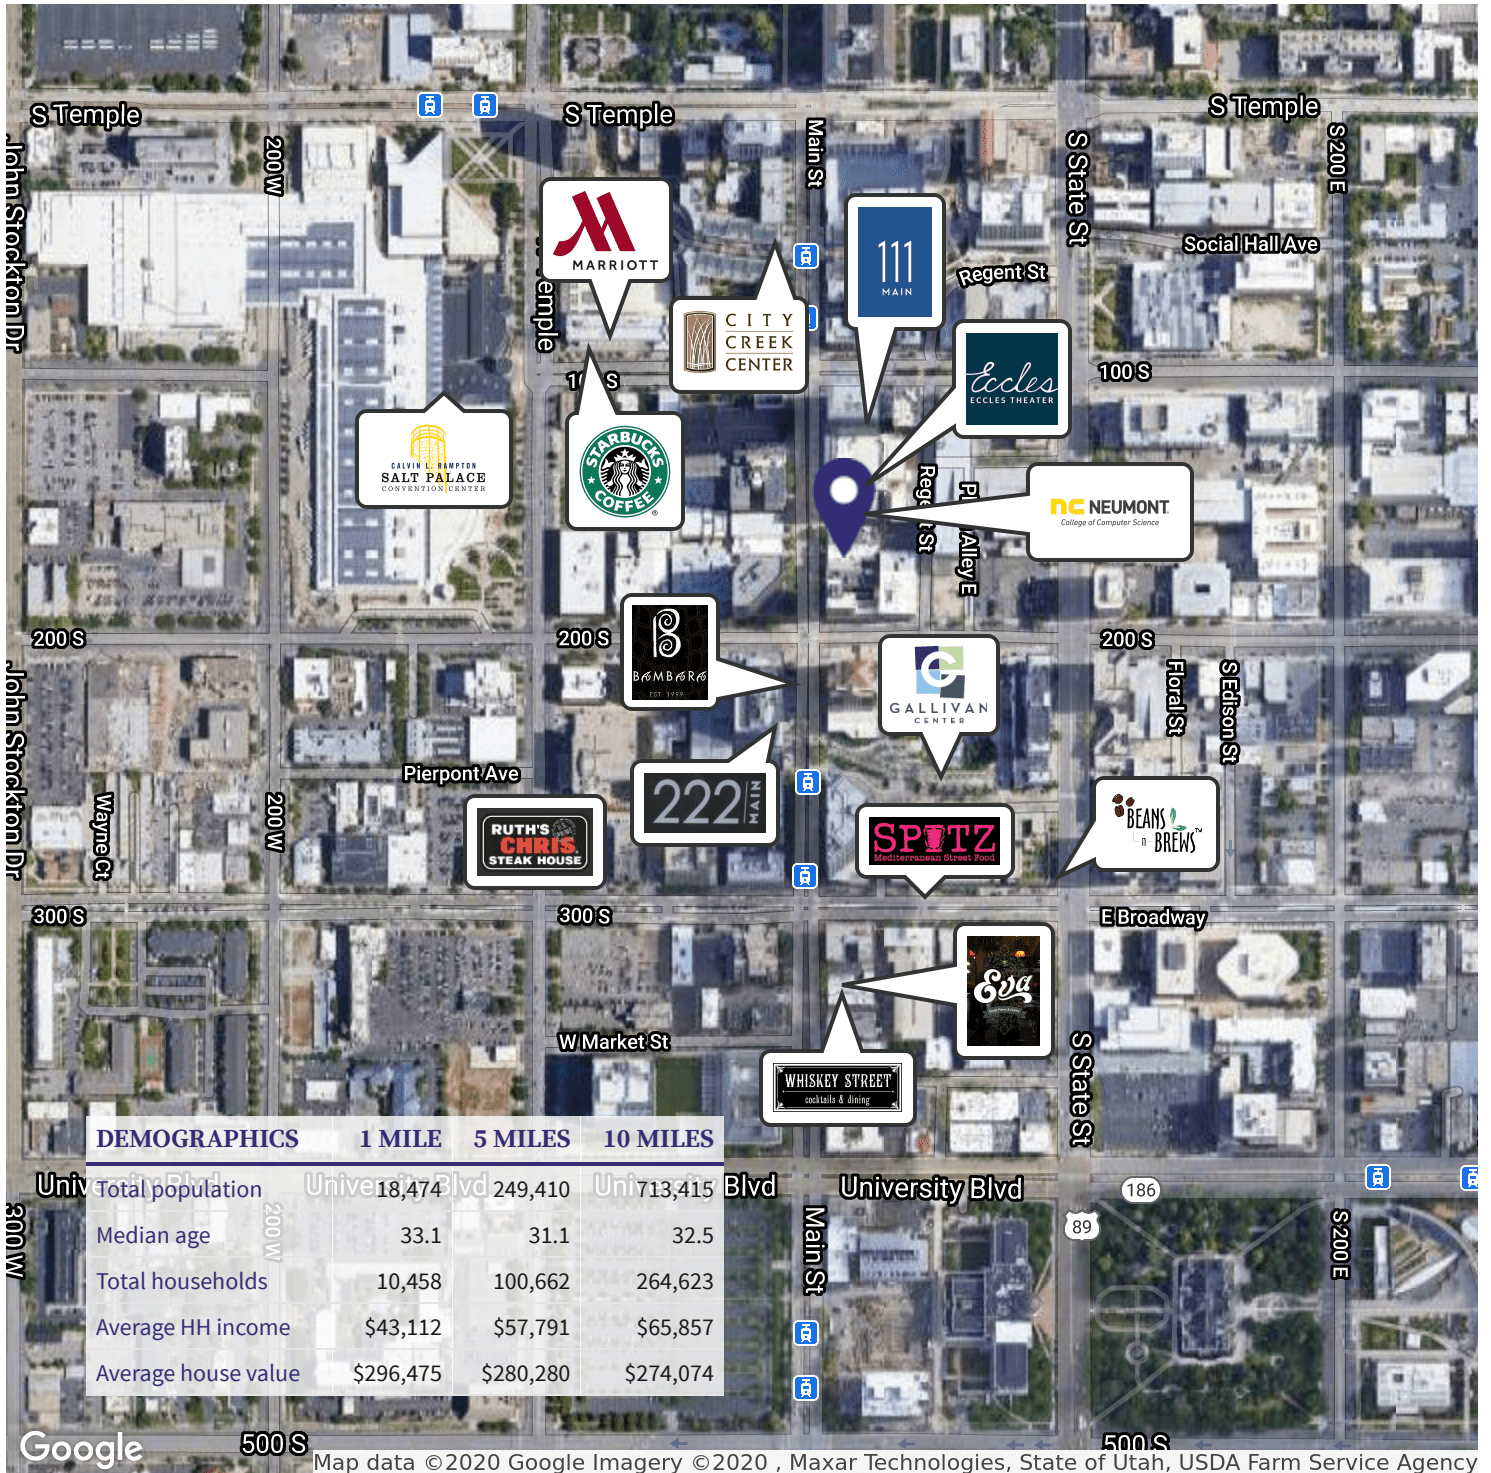 S Temple
S Temple
S Temple
John Stockton Dr
200 W
Main St
S State St
S 200 E
Social Hall Ave
Regent St
MARRIOTT
CITY
CREEK
CENTER
111
MAIN
Eccles
ECCLES THEATER
100 S
CALVIN L. RAMPTON
SALT PALACE
CONVENTION CENTER
STARBUCKS
COFFEE
®
nc NEUMONT
College of Computer Science
200 S
200 S
200 S
B
BAMBARA
EST. 1999
GALLIVAN
CENTER
Floral St
S Edison St
John Stockton Dr
Pierpont Ave
Wayne Ct
200 W
RUTH'S
CHRIS
STEAK HOUSE
222 MAIN
SPITZ
Mediterranean Street Food
BEANS
n
BREWS™
300 S
300 S
E Broadway
Eva
W Market St
WHISKEY STREET
cocktails & dining
S State St
DEMOGRAPHICS 1 MILE 5 MILES 10 MILES
Total population 18,474 249,410 713,415
Median age 33.1 31.1 32.5
Total households 10,458 100,662 264,623
Average HH income $43,112 $57,791 $65,857
Average house value $296,475 $280,280 $274,074
University Blvd
186
89
300 W
200 W
Main St
S 200 E
Google
500 S
500 S
Map data ©2020 Google Imagery ©2020 , Maxar Technologies, State of Utah, USDA Farm Service Agency